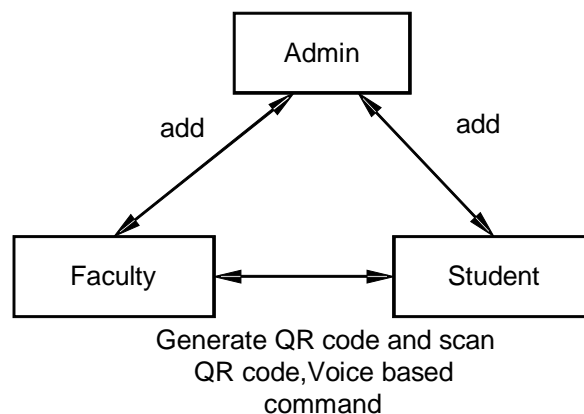 Admin
add
add
Faculty
Student
Generate QR code and scan
QR code,Voice based
command